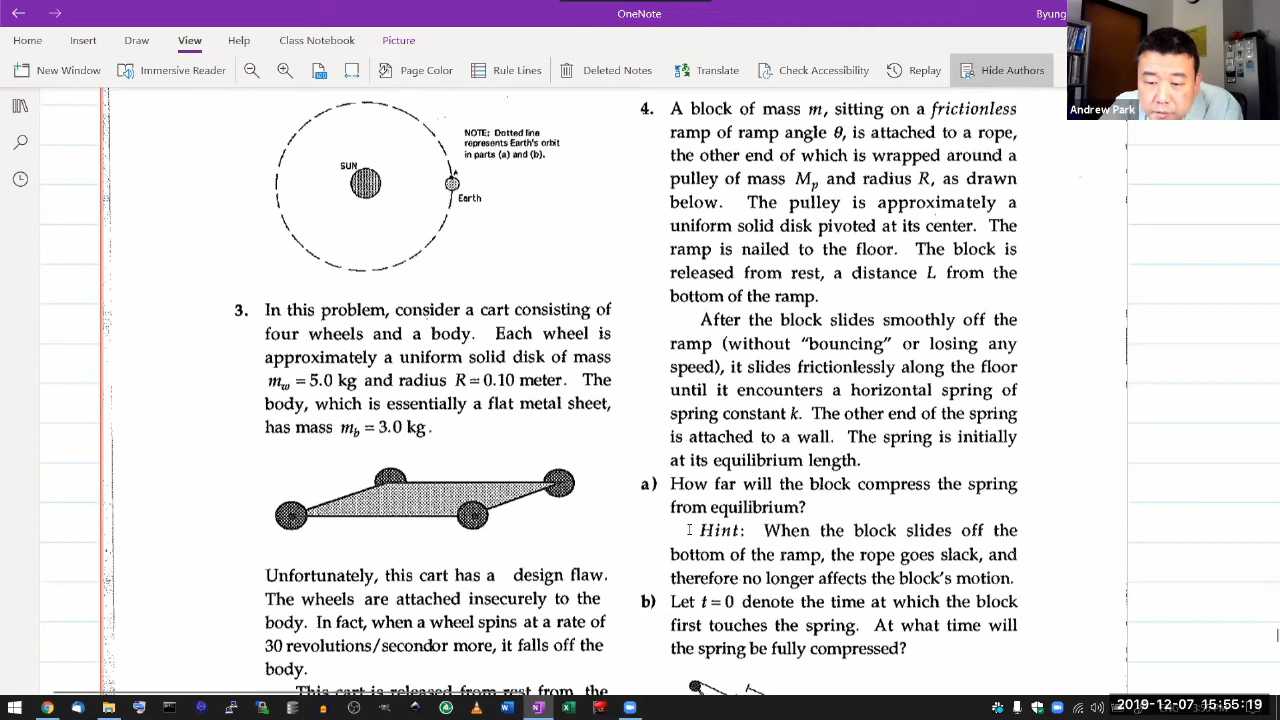 OneNote
Byung
Home
Insert
Draw
View
Help
Class Notebook
Picture
New Window
Immersive Reader
Page Color
Rule Lines
Deleted Notes
Translate
Check Accessibility
Replay
Hide Authors
Andrew Park
SUN
NOTE: Dotted line
represents Earth's orbit
in parts (a) and (b).
Earth
3. In this problem, consider a cart consisting of
four wheels and a body. Each wheel is
approximately a uniform solid disk of mass
m_w = 5.0 kg and radius R = 0.10 meter. The
body, which is essentially a flat metal sheet,
has mass m_b = 3.0 kg.
Unfortunately, this cart has a design flaw.
The wheels are attached insecurely to the
body. In fact, when a wheel spins at a rate of
30 revolutions/secondor more, it falls off the
body.
This cart is released from rest from the
4. A block of mass m, sitting on a frictionless
ramp of ramp angle θ, is attached to a rope,
the other end of which is wrapped around a
pulley of mass M_p and radius R, as drawn
below. The pulley is approximately a
uniform solid disk pivoted at its center. The
ramp is nailed to the floor. The block is
released from rest, a distance L from the
bottom of the ramp.
After the block slides smoothly off the
ramp (without "bouncing" or losing any
speed), it slides frictionlessly along the floor
until it encounters a horizontal spring of
spring constant k. The other end of the spring
is attached to a wall. The spring is initially
at its equilibrium length.
a) How far will the block compress the spring
from equilibrium?
Hint: When the block slides off the
bottom of the ramp, the rope goes slack, and
therefore no longer affects the block's motion.
b) Let t = 0 denote the time at which the block
first touches the spring. At what time will
the spring be fully compressed?
2019-12-07 15:55:19